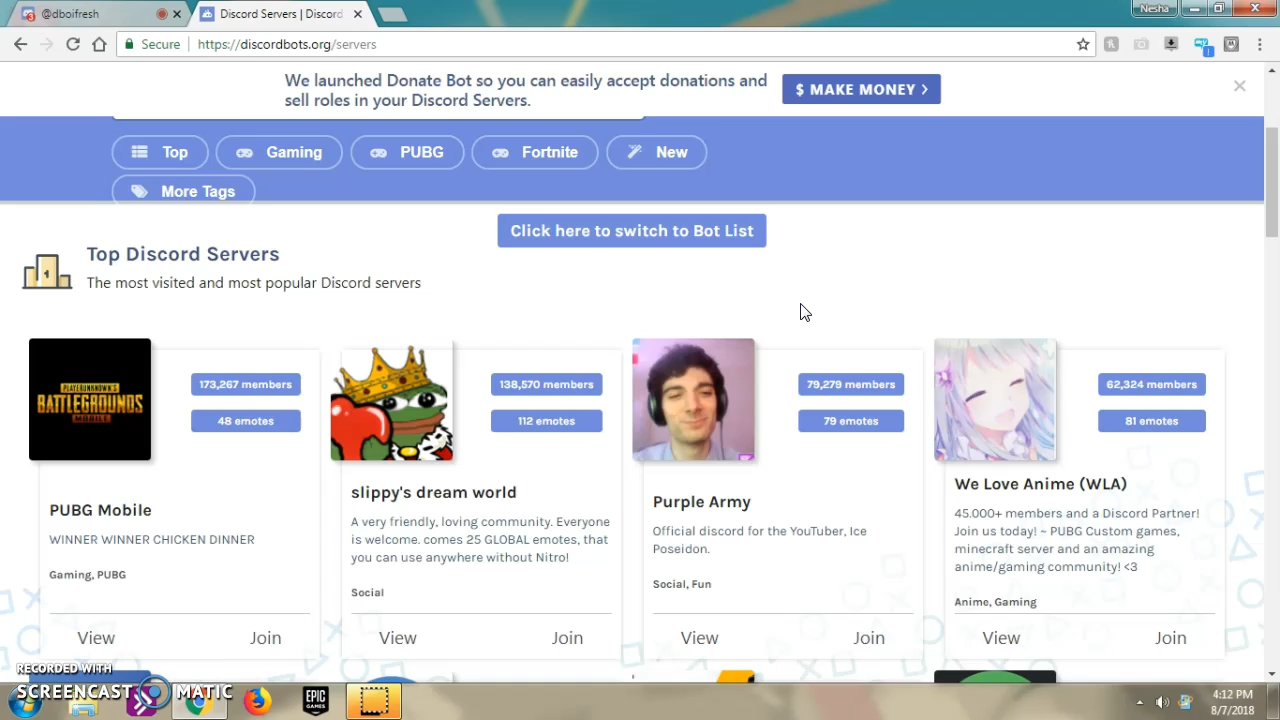 @dboifresh
Discord Servers | Discord
Nesha
Secure
https://discordbots.org/servers
We launched Donate Bot so you can easily accept donations and
sell roles in your Discord Servers.
$ MAKE MONEY >
Top
Gaming
PUBG
Fortnite
New
More Tags
Click here to switch to Bot List
Top Discord Servers
The most visited and most popular Discord servers
PLAYERUNKNOWN'S
BATTLEGROUNDS
MOBILE
173,267 members
48 emotes
PUBG Mobile
WINNER WINNER CHICKEN DINNER
Gaming, PUBG
View
Join
138,570 members
112 emotes
slippy's dream world
A very friendly, loving community. Everyone
is welcome. comes 25 GLOBAL emotes, that
you can use anywhere without Nitro!
Social
View
Join
79,279 members
79 emotes
Purple Army
Official discord for the YouTuber, Ice
Poseidon.
Social, Fun
View
Join
62,324 members
81 emotes
We Love Anime (WLA)
45.000+ members and a Discord Partner!
Join us today! ~ PUBG Custom games,
minecraft server and an amazing
anime/gaming community! <3
Anime, Gaming
View
Join
RECORDED WITH
SCREENCAST MATIC
EPIC
GAMES
4:12 PM
8/7/2018